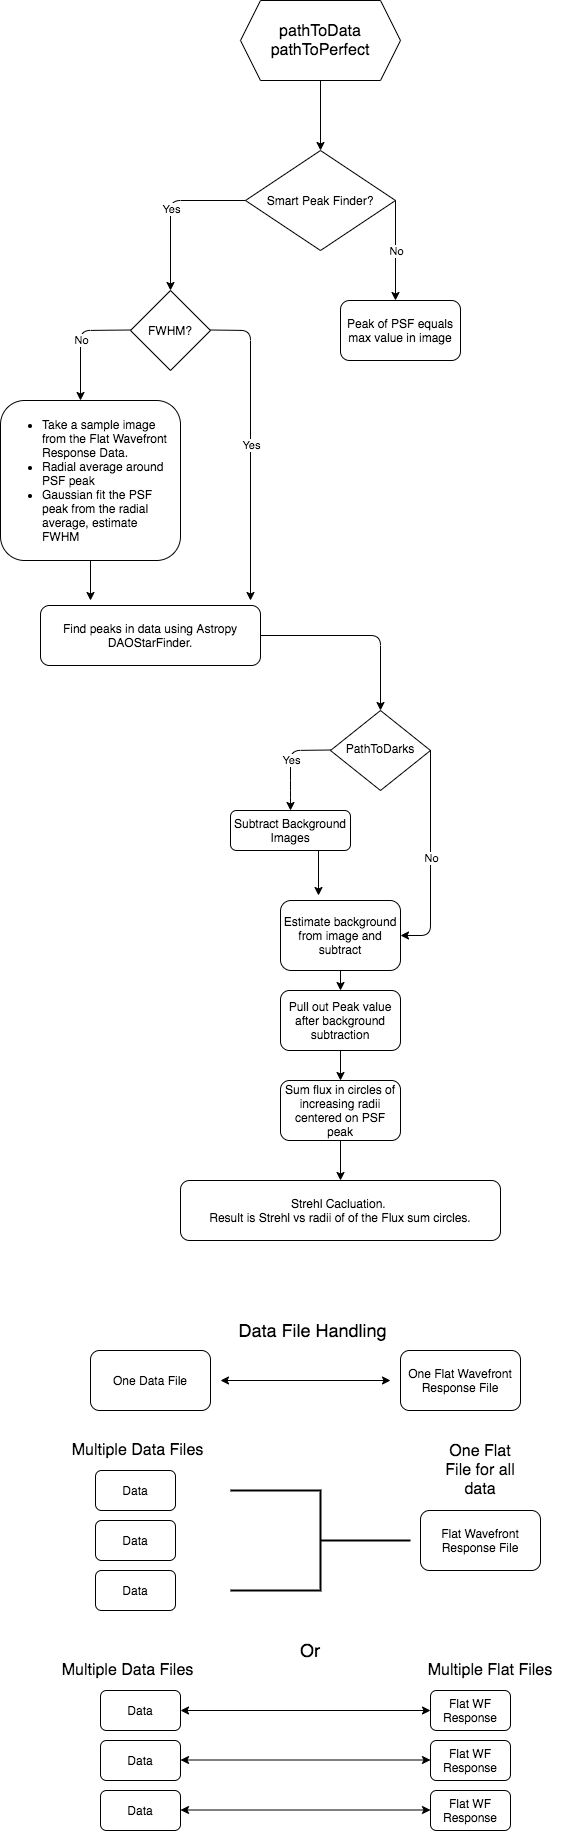 pathToData
pathToPerfect
Smart Peak Finder?
Yes
No
FWHM?
Peak of PSF equals
max value in image
No
Yes
• Take a sample image
from the Flat Wavefront
Response Data.
• Radial average around
PSF peak
• Gaussian fit the PSF
peak from the radial
average, estimate
FWHM
Find peaks in data using Astropy
DAOStarFinder.
PathToDarks
Yes
No
Subtract Background
Images
Estimate background
from image and
subtract
Pull out Peak value
after background
subtraction
Sum flux in circles of
increasing radii
centered on PSF
peak
Strehl Cacluation.
Result is Strehl vs radii of of the Flux sum circles.
Data File Handling
One Data File
One Flat Wavefront
Response File
Multiple Data Files
Data
Data
Data
One Flat
File for all
data
Flat Wavefront
Response File
Or
Multiple Data Files
Multiple Flat Files
Data
Flat WF
Response
Data
Flat WF
Response
Data
Flat WF
Response